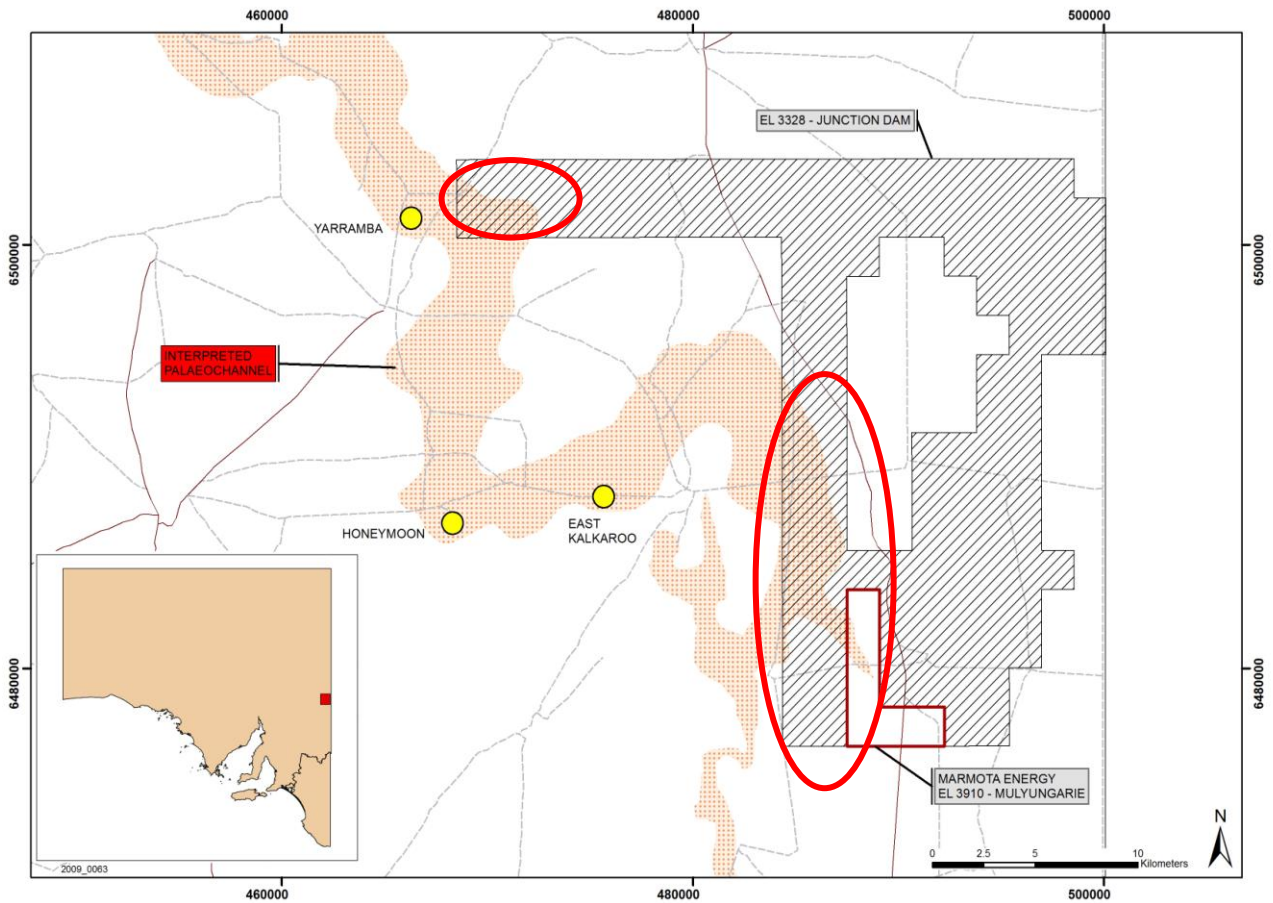 460000
480000
500000
EL 3328 - JUNCTION DAM
YARRAMBA
6500000
6500000
INTERPRETED
PALAEOCHANNEL
HONEYMOON
EAST
KALKAROO
6480000
6480000
MARMOTA ENERGY
EL 3910 - MULYUNGARIE
N
0 2.5 5 10
Kilometers
2009_0063
460000
480000
500000